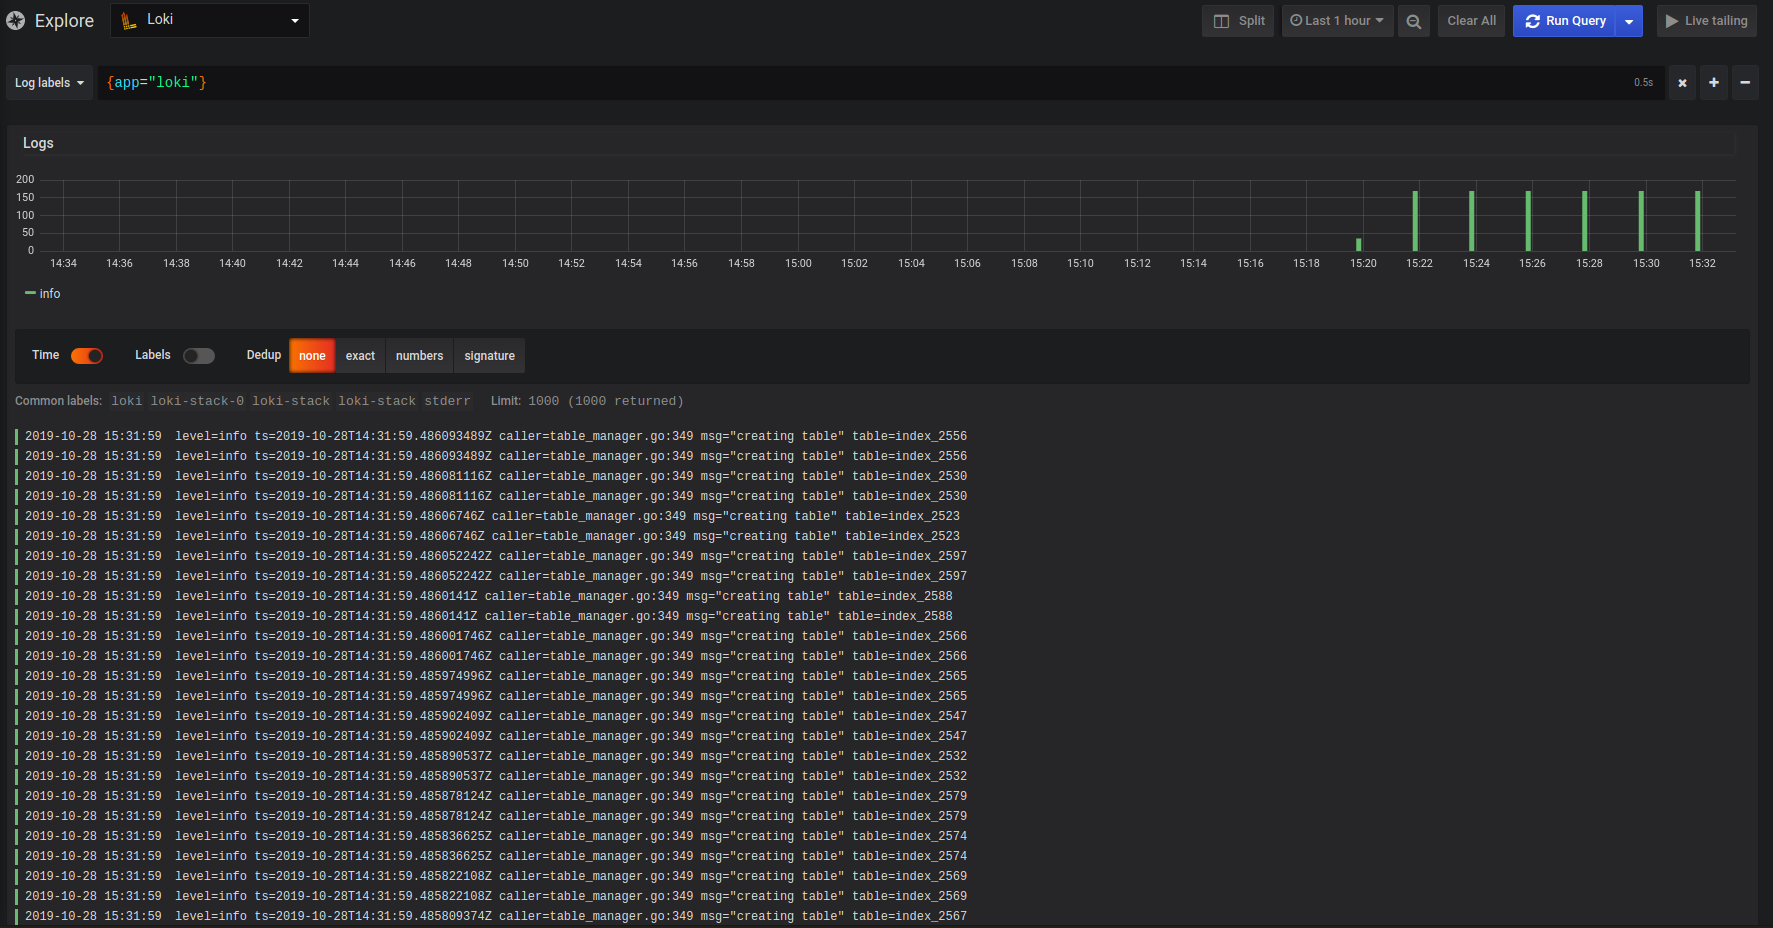 Explore Loki Split Last 1 hour Clear All Run Query Live tailing
Log labels {app="loki"} 0.5s
Logs
200
150
100
50
0
14:34 14:36 14:38 14:40 14:42 14:44 14:46 14:48 14:50 14:52 14:54 14:56 14:58 15:00 15:02 15:04 15:06 15:08 15:10 15:12 15:14 15:16 15:18 15:20 15:22 15:24 15:26 15:28 15:30 15:32
info
Time Labels Dedup none exact numbers signature
Common labels: loki loki-stack-0 loki-stack loki-stack stderr Limit: 1000 (1000 returned)
2019-10-28 15:31:59 level=info ts=2019-10-28T14:31:59.486093489Z caller=table_manager.go:349 msg="creating table" table=index_2556
2019-10-28 15:31:59 level=info ts=2019-10-28T14:31:59.486093489Z caller=table_manager.go:349 msg="creating table" table=index_2556
2019-10-28 15:31:59 level=info ts=2019-10-28T14:31:59.486081116Z caller=table_manager.go:349 msg="creating table" table=index_2530
2019-10-28 15:31:59 level=info ts=2019-10-28T14:31:59.486081116Z caller=table_manager.go:349 msg="creating table" table=index_2530
2019-10-28 15:31:59 level=info ts=2019-10-28T14:31:59.48606746Z caller=table_manager.go:349 msg="creating table" table=index_2523
2019-10-28 15:31:59 level=info ts=2019-10-28T14:31:59.48606746Z caller=table_manager.go:349 msg="creating table" table=index_2523
2019-10-28 15:31:59 level=info ts=2019-10-28T14:31:59.486052242Z caller=table_manager.go:349 msg="creating table" table=index_2597
2019-10-28 15:31:59 level=info ts=2019-10-28T14:31:59.486052242Z caller=table_manager.go:349 msg="creating table" table=index_2597
2019-10-28 15:31:59 level=info ts=2019-10-28T14:31:59.4860141Z caller=table_manager.go:349 msg="creating table" table=index_2588
2019-10-28 15:31:59 level=info ts=2019-10-28T14:31:59.4860141Z caller=table_manager.go:349 msg="creating table" table=index_2588
2019-10-28 15:31:59 level=info ts=2019-10-28T14:31:59.486001746Z caller=table_manager.go:349 msg="creating table" table=index_2566
2019-10-28 15:31:59 level=info ts=2019-10-28T14:31:59.486001746Z caller=table_manager.go:349 msg="creating table" table=index_2566
2019-10-28 15:31:59 level=info ts=2019-10-28T14:31:59.485974996Z caller=table_manager.go:349 msg="creating table" table=index_2565
2019-10-28 15:31:59 level=info ts=2019-10-28T14:31:59.485974996Z caller=table_manager.go:349 msg="creating table" table=index_2565
2019-10-28 15:31:59 level=info ts=2019-10-28T14:31:59.485902409Z caller=table_manager.go:349 msg="creating table" table=index_2547
2019-10-28 15:31:59 level=info ts=2019-10-28T14:31:59.485902409Z caller=table_manager.go:349 msg="creating table" table=index_2547
2019-10-28 15:31:59 level=info ts=2019-10-28T14:31:59.485890537Z caller=table_manager.go:349 msg="creating table" table=index_2532
2019-10-28 15:31:59 level=info ts=2019-10-28T14:31:59.485890537Z caller=table_manager.go:349 msg="creating table" table=index_2532
2019-10-28 15:31:59 level=info ts=2019-10-28T14:31:59.485878124Z caller=table_manager.go:349 msg="creating table" table=index_2579
2019-10-28 15:31:59 level=info ts=2019-10-28T14:31:59.485878124Z caller=table_manager.go:349 msg="creating table" table=index_2579
2019-10-28 15:31:59 level=info ts=2019-10-28T14:31:59.485836625Z caller=table_manager.go:349 msg="creating table" table=index_2574
2019-10-28 15:31:59 level=info ts=2019-10-28T14:31:59.485836625Z caller=table_manager.go:349 msg="creating table" table=index_2574
2019-10-28 15:31:59 level=info ts=2019-10-28T14:31:59.485822108Z caller=table_manager.go:349 msg="creating table" table=index_2569
2019-10-28 15:31:59 level=info ts=2019-10-28T14:31:59.485822108Z caller=table_manager.go:349 msg="creating table" table=index_2569
2019-10-28 15:31:59 level=info ts=2019-10-28T14:31:59.485809374Z caller=table_manager.go:349 msg="creating table" table=index_2567